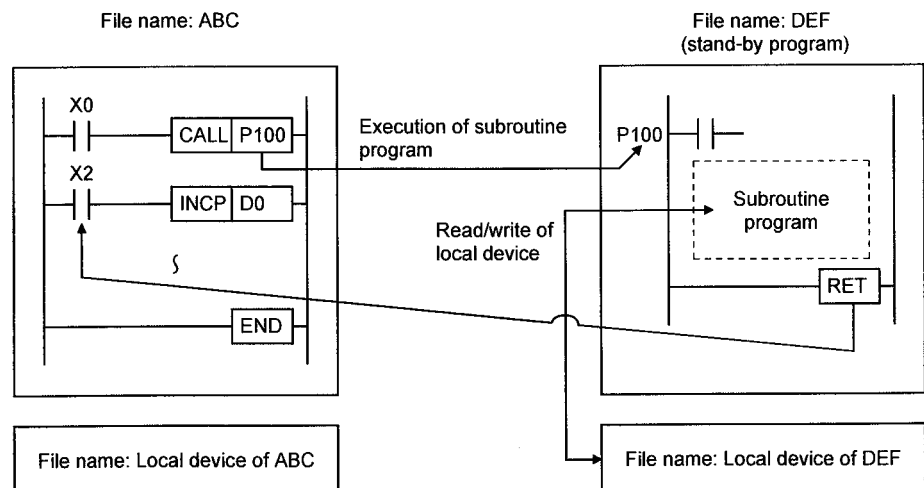 File name: ABC
File name: DEF
(stand-by program)
X0
CALL P100
X2
INCP D0
END
Execution of subroutine
program
Read/write of
local device
P100
Subroutine
program
RET
File name: Local device of ABC
File name: Local device of DEF